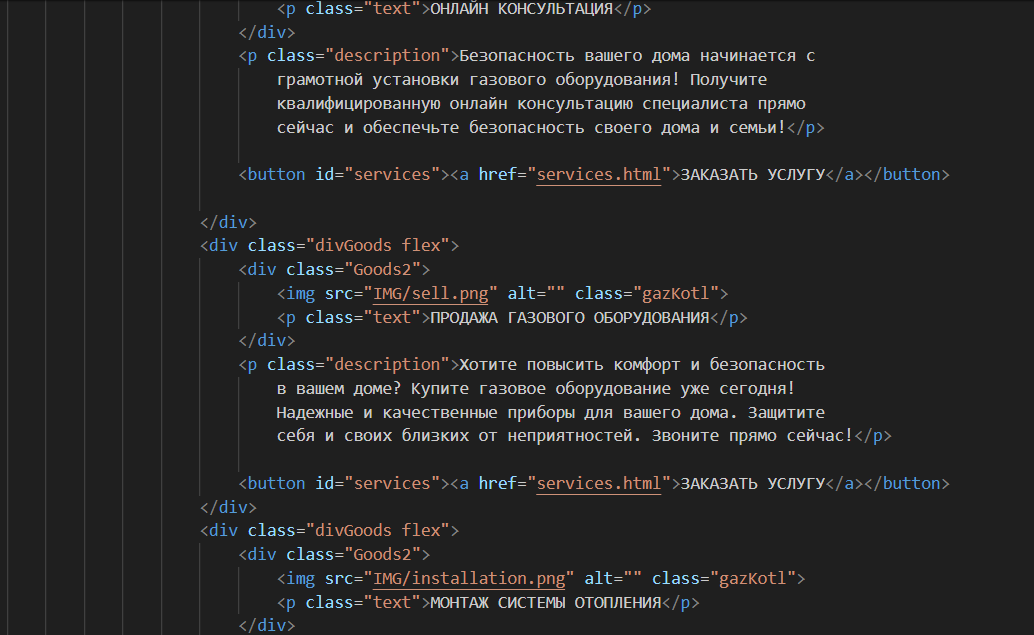 <p class="text">ОНЛАЙН КОНСУЛЬТАЦИЯ</p>
</div>
<p class="description">Безопасность вашего дома начинается с
грамотной установки газового оборудования! Получите
квалифицированную онлайн консультацию специалиста прямо
сейчас и обеспечьте безопасность своего дома и семьи!</p>
<button id="services"><a href="services.html">ЗАКАЗАТЬ УСЛУГУ</a></button>
</div>
<div class="divGoods flex">
<div class="Goods2">
<img src="IMG/sell.png" alt="" class="gazKotl">
<p class="text">ПРОДАЖА ГАЗОВОГО ОБОРУДОВАНИЯ</p>
</div>
<p class="description">Хотите повысить комфорт и безопасность
в вашем доме? Купите газовое оборудование уже сегодня!
Надежные и качественные приборы для вашего дома. Защитите
себя и своих близких от неприятностей. Звоните прямо сейчас!</p>
<button id="services"><a href="services.html">ЗАКАЗАТЬ УСЛУГУ</a></button>
</div>
<div class="divGoods flex">
<div class="Goods2">
<img src="IMG/installation.png" alt="" class="gazKotl">
<p class="text">МОНТАЖ СИСТЕМЫ ОТОПЛЕНИЯ</p>
</div>